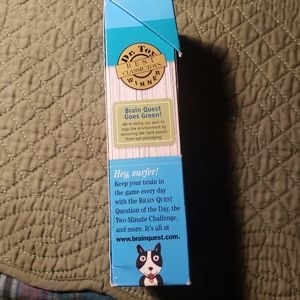 Dr. Toy
BEST
CLASSIC TOYS
WINNER
Brain Quest
Goes Green!
We're doing our part to
help the environment by
removing the hard plastic
from our packaging.
Hey, surfer!
Keep your brain in
the game every day
with the BRAIN QUEST
Question of the Day, the
Two-Minute Challenge,
and more. It's all at
www.brainquest.com.